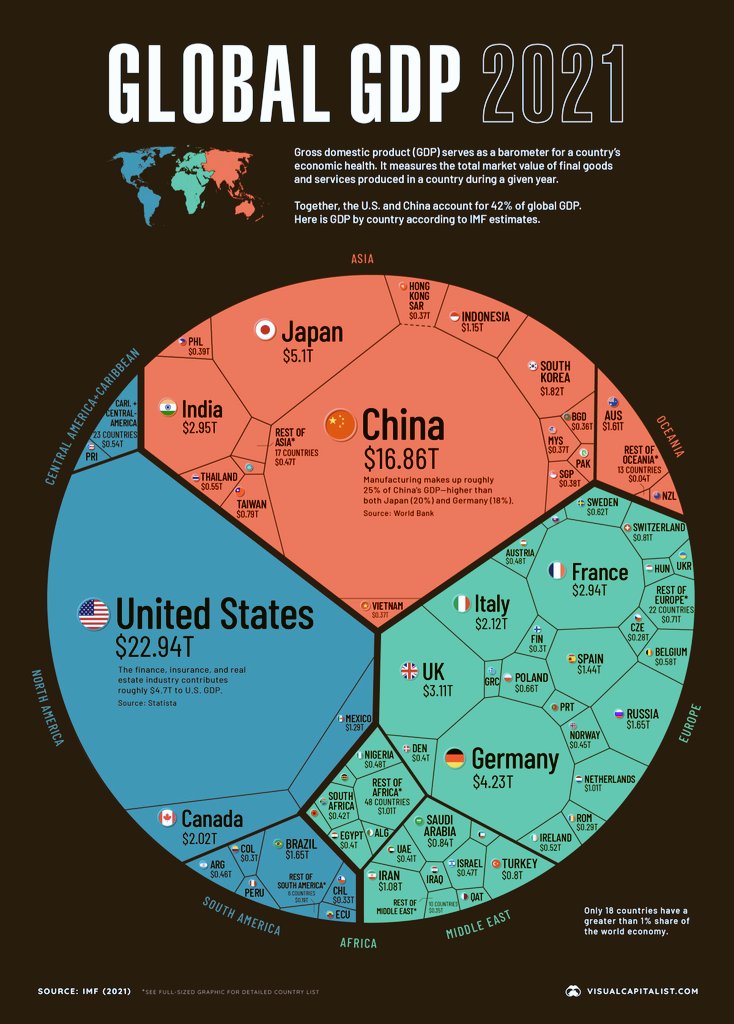 GLOBAL GDP 2021
Gross domestic product (GDP) serves as a barometer for a country's
economic health. It measures the total market value of final goods
and services produced in a country during a given year.
Together, the U.S. and China account for 42% of global GDP.
Here is GDP by country according to IMF estimates.
ASIA
HONG
KONG
SAR
$0.37T
INDONESIA
$1.15T
Japan
$5.1T
PHL
$0.39T
SOUTH
KOREA
$1.82T
India
$2.95T
China
$16.86T
Manufacturing makes up roughly
25% of China's GDP—higher than
both Japan (20%) and Germany (18%).
Source: World Bank
REST OF
ASIA*
17 COUNTRIES
$0.47T
BGD
$0.36T
MYS
$0.37T
PAK
SGP
$0.38T
THAILAND
$0.55T
TAIWAN
$0.79T
VIETNAM
$0.37T
OCEANIA
AUS
$1.61T
REST OF
OCEANIA*
13 COUNTRIES
$0.04T
NZL
CENTRAL AMERICA+CARIBBEAN
CARI. +
CENTRAL-
AMERICA
23 COUNTRIES
$0.54T
PRI
NORTH AMERICA
United States
$22.94T
The finance, insurance, and real
estate industry contributes
roughly $4.7T to U.S. GDP.
Source: Statista
MEXICO
$1.29T
Canada
$2.02T
EUROPE
SWEDEN
$0.62T
SWITZERLAND
$0.81T
AUSTRIA
$0.48T
France
$2.94T
HUN
UKR
REST OF
EUROPE*
22 COUNTRIES
$0.71T
Italy
$2.12T
CZE
$0.28T
FIN
$0.3T
BELGIUM
$0.58T
SPAIN
$1.44T
UK
$3.11T
GRC
POLAND
$0.66T
PRT
RUSSIA
$1.65T
NORWAY
$0.45T
DEN
$0.4T
Germany
$4.23T
NETHERLANDS
$1.01T
ROM
$0.29T
IRELAND
$0.52T
SOUTH AMERICA
BRAZIL
$1.65T
COL
$0.3T
ARG
$0.46T
PERU
REST OF
SOUTH AMERICA*
CHL
$0.33T
ECU
AFRICA
NIGERIA
$0.48T
REST OF
AFRICA*
48 COUNTRIES
$1.01T
SOUTH
AFRICA
$0.42T
EGYPT
$0.4T
ALG
MIDDLE EAST
SAUDI
ARABIA
$0.84T
UAE
$0.41T
ISRAEL
$0.47T
TURKEY
$0.8T
IRAN
$1.08T
IRAQ
QAT
REST OF
MIDDLE EAST*
10 COUNTRIES
Only 18 countries have a
greater than 1% share of
the world economy.
SOURCE: IMF (2021)
*SEE FULL-SIZED GRAPHIC FOR DETAILED COUNTRY LIST
VISUALCAPITALIST.COM